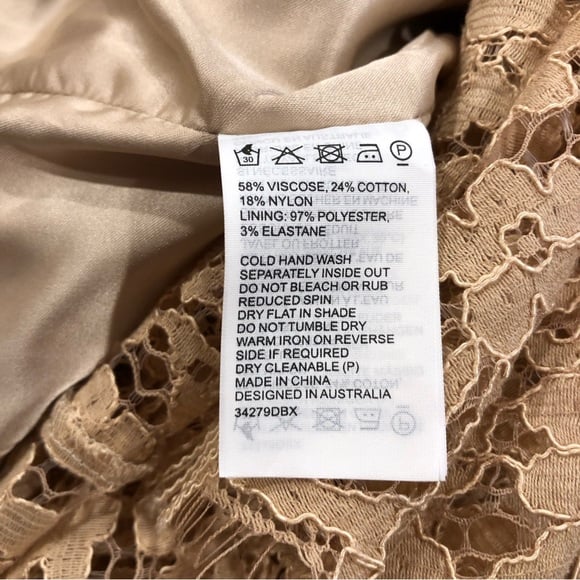 30
P
58% VISCOSE, 24% COTTON,
18% NYLON
LINING: 97% POLYESTER,
3% ELASTANE
COLD HAND WASH
SEPARATELY INSIDE OUT
DO NOT BLEACH OR RUB
REDUCED SPIN
DRY FLAT IN SHADE
DO NOT TUMBLE DRY
WARM IRON ON REVERSE
SIDE IF REQUIRED
DRY CLEANABLE (P)
MADE IN CHINA
DESIGNED IN AUSTRALIA
34279DBX